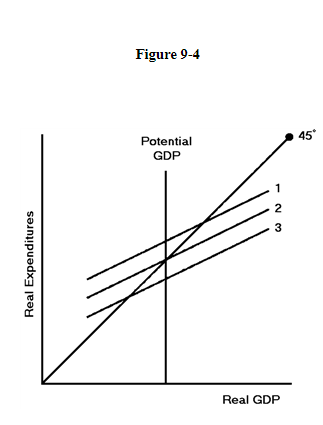 Figure 9-4
Potential
GDP
45°
1
2
3
Real Expenditures
Real GDP